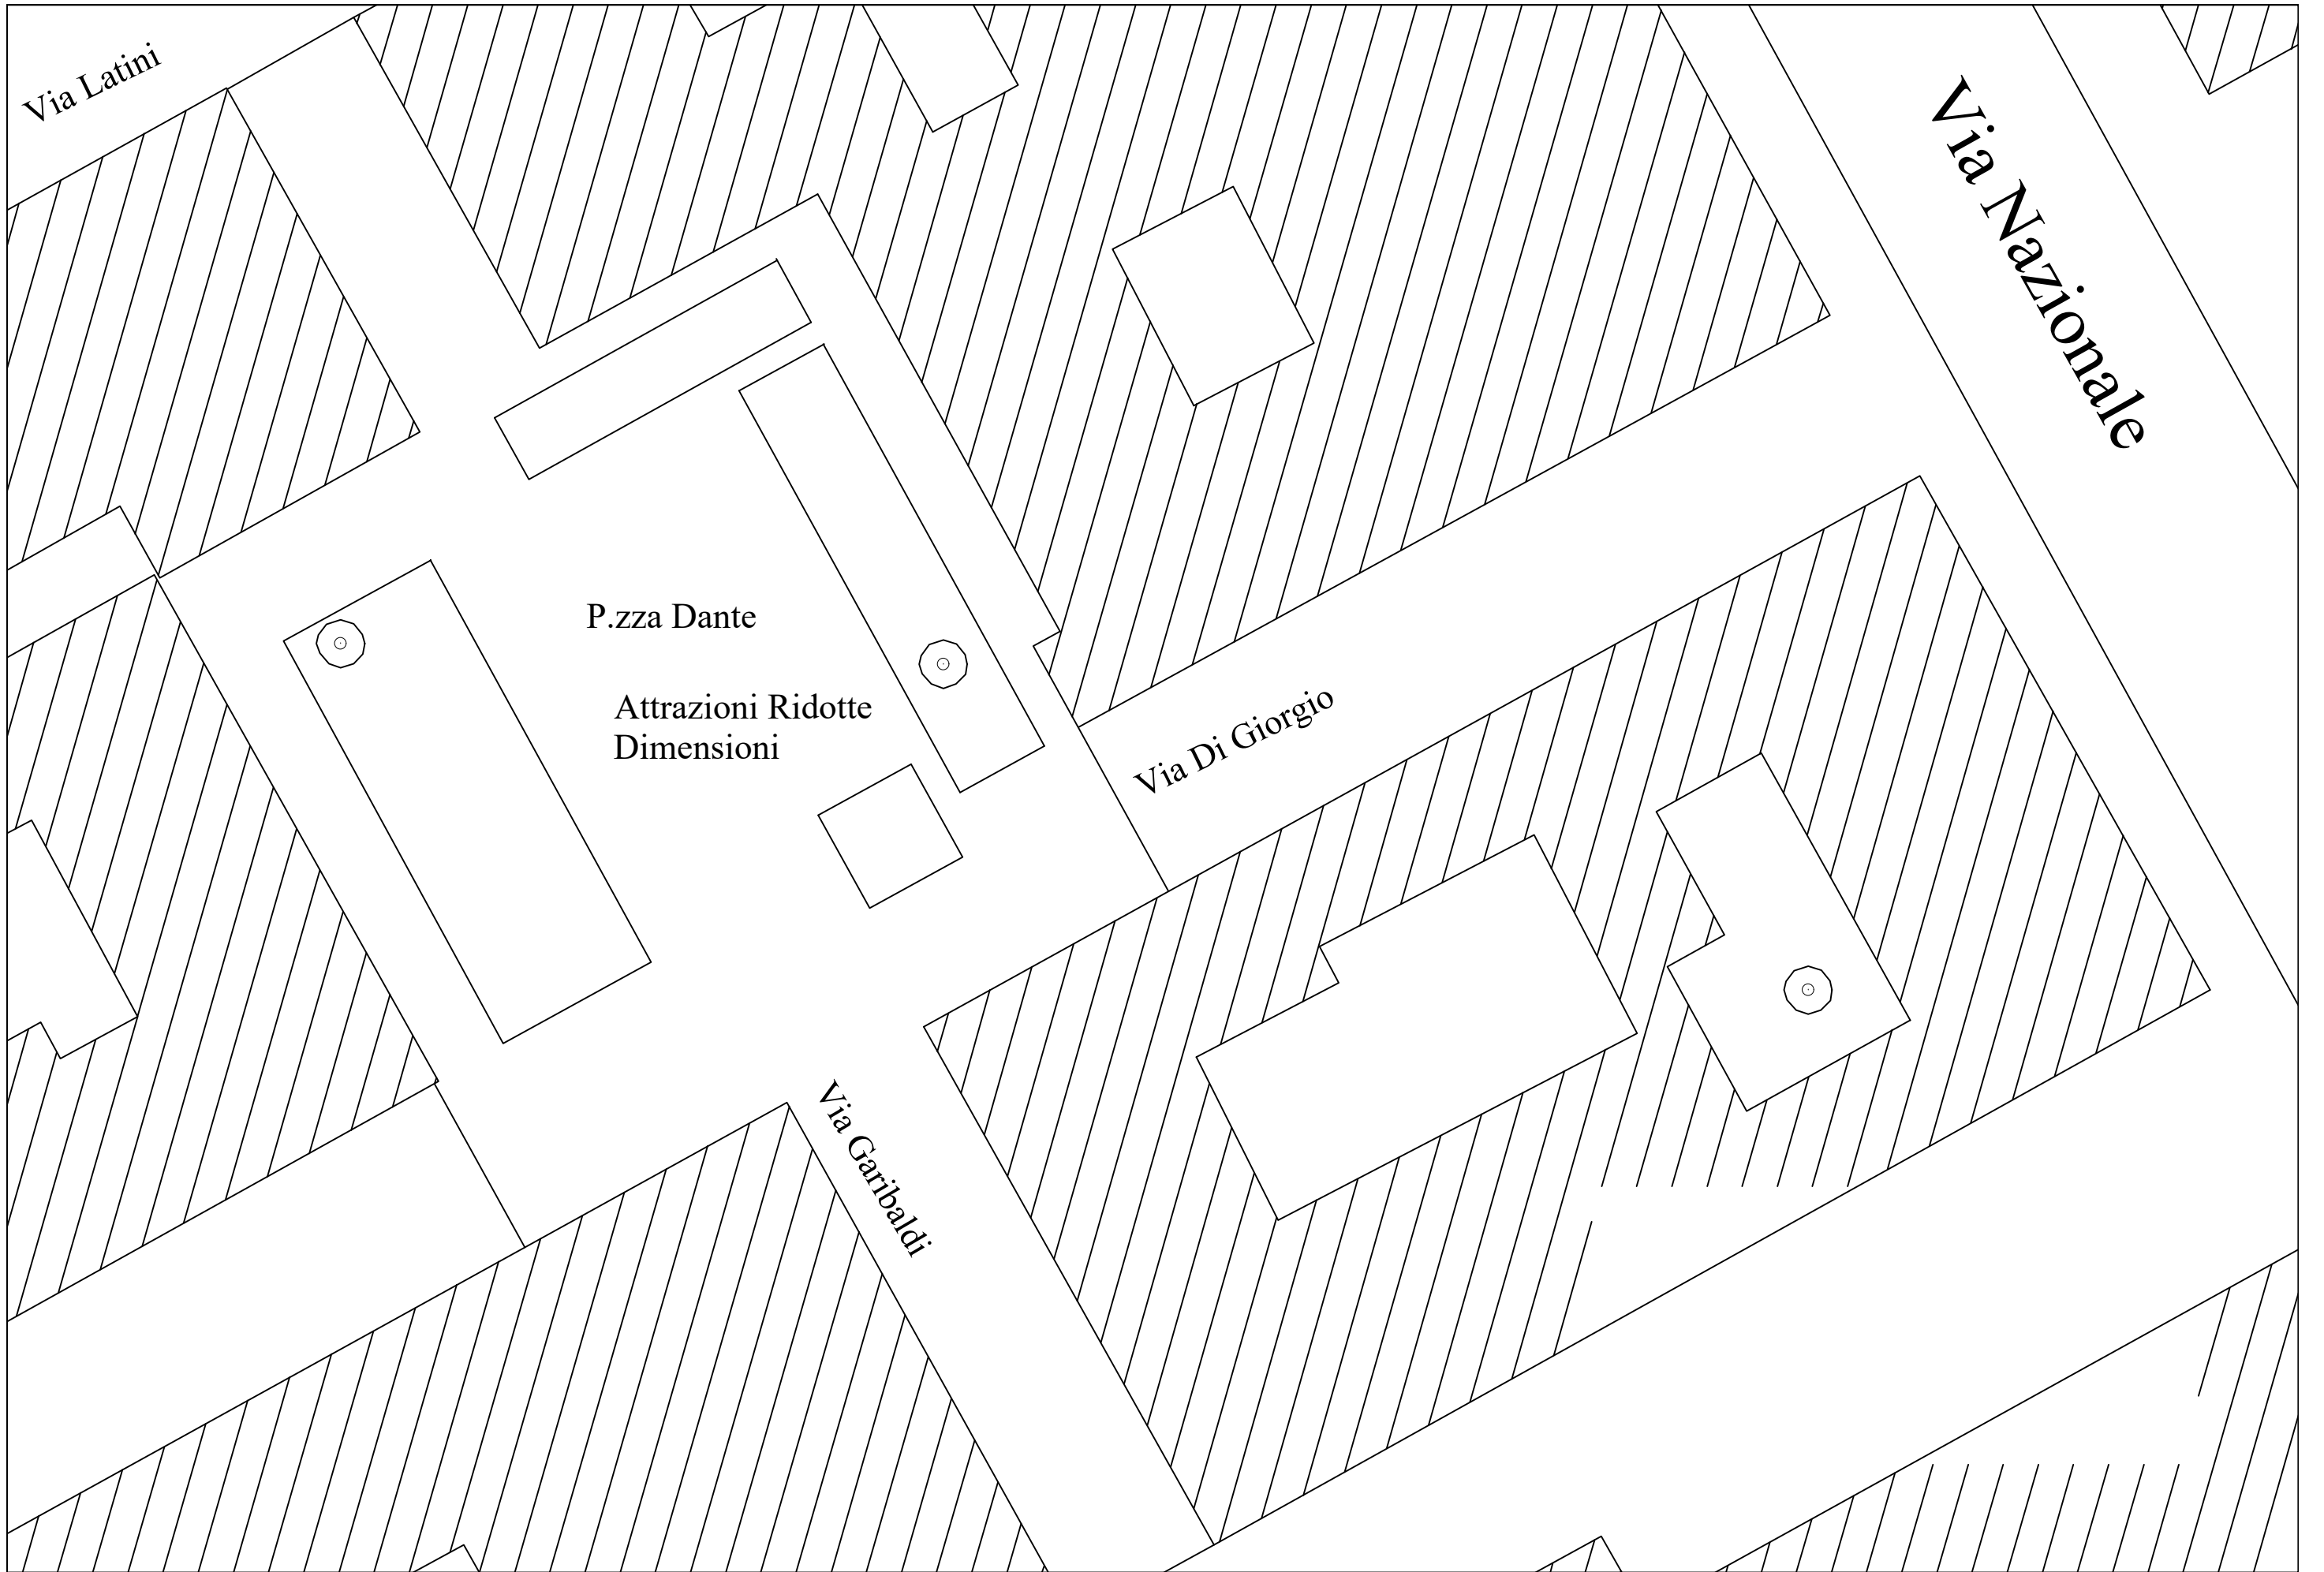 Via Latini
Via Nazionale
P.zza Dante
Attrazioni Ridotte
Dimensioni
Via Di Giorgio
Via Garibaldi